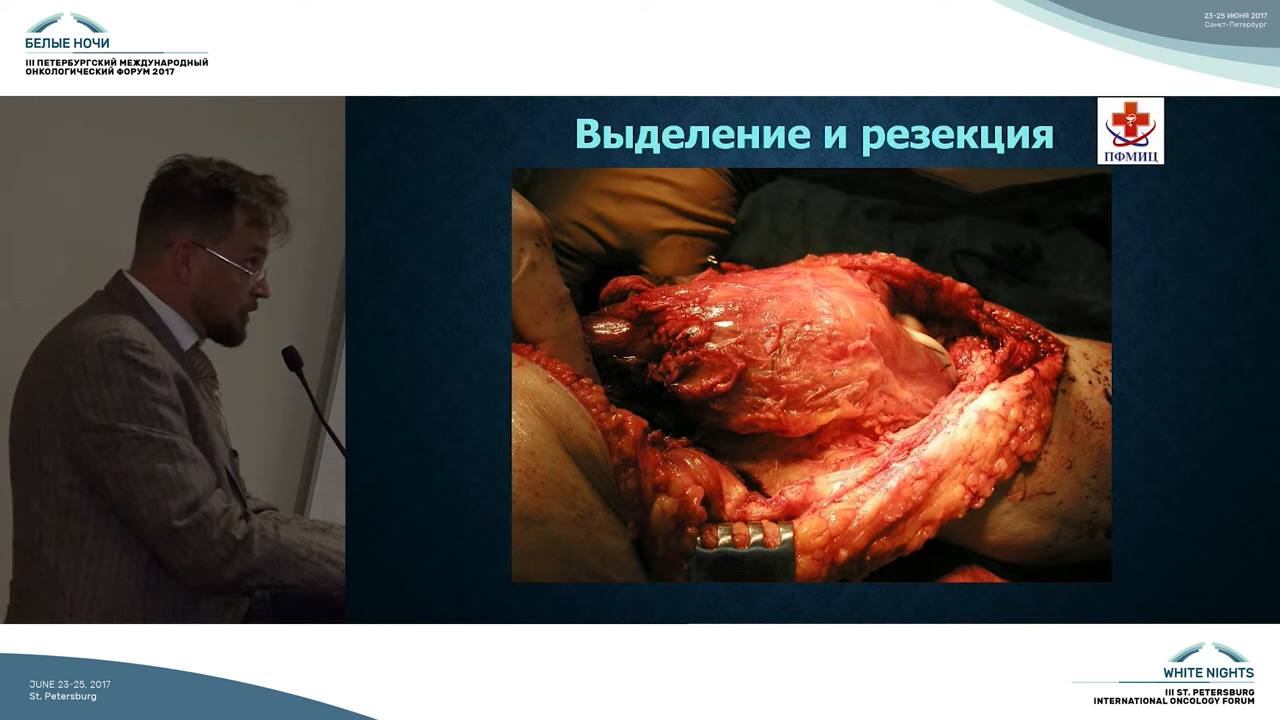 23-25 ИЮНЯ 2017
Санкт-Петербург
БЕЛЫЕ НОЧИ
III ПЕТЕРБУРГСКИЙ МЕЖДУНАРОДНЫЙ
ОНКОЛОГИЧЕСКИЙ ФОРУМ 2017
Выделение и резекция
ПФМИЦ
JUNE 23-25, 2017
St. Petersburg
WHITE NIGHTS
III ST. PETERSBURG
INTERNATIONAL ONCOLOGY FORUM